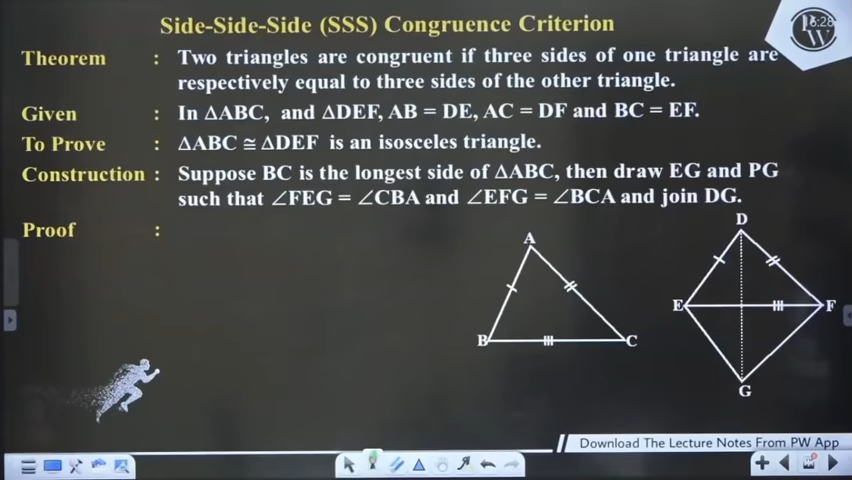 Side-Side-Side (SSS) Congruence Criterion
16:28
PW
Theorem : Two triangles are congruent if three sides of one triangle are
respectively equal to three sides of the other triangle.
Given : In ΔABC, and ΔDEF, AB = DE, AC = DF and BC = EF.
To Prove : ΔABC ≅ ΔDEF is an isosceles triangle.
Construction : Suppose BC is the longest side of ΔABC, then draw EG and PG
such that ∠FEG = ∠CBA and ∠EFG = ∠BCA and join DG.
Proof :
D
A
E
F
B
C
G
Download The Lecture Notes From PW App